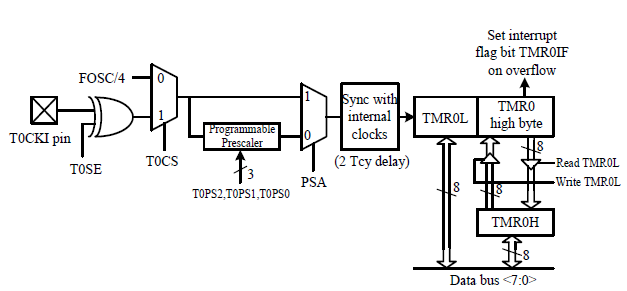 Set interrupt
flag bit TMR0IF
on overflow
FOSC/4
0
1
T0CKI pin
T0SE
T0CS
Programmable
Prescaler
3
T0PS2,T0PS1,T0PS0
1
0
PSA
Sync with
internal
clocks
(2 Tcy delay)
TMR0L
TMR0
high byte
8
Read TMR0L
Write TMR0L
8
8
TMR0H
8
Data bus <7:0>